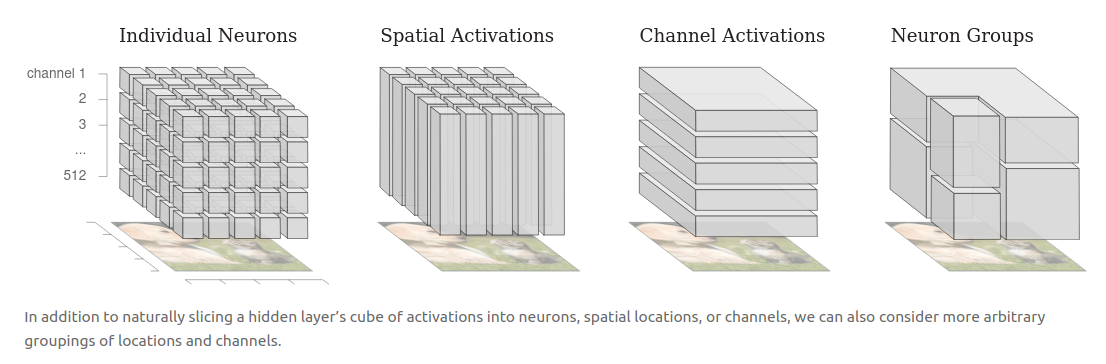 Individual Neurons
Spatial Activations
Channel Activations
Neuron Groups
channel 1
2
3
...
512
In addition to naturally slicing a hidden layer’s cube of activations into neurons, spatial locations, or channels, we can also consider more arbitrary
groupings of locations and channels.